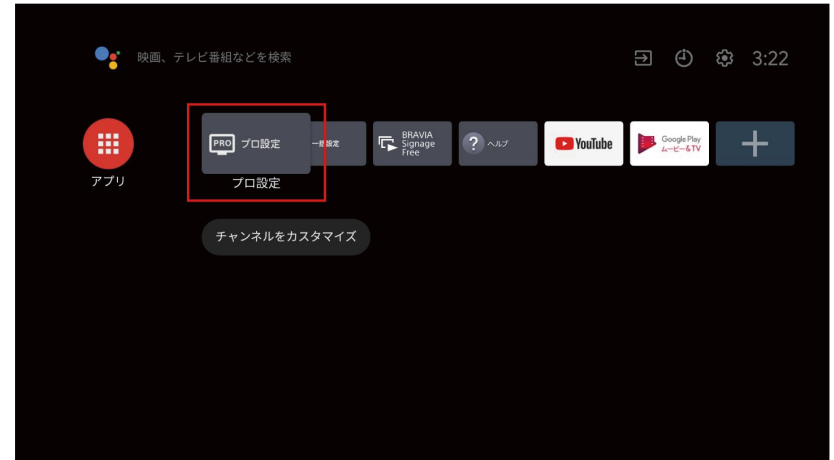 映画、テレビ番組などを検索
3:22
PRO プロ設定
一括設定
BRAVIA
Signage
Free
? ヘルプ
YouTube
Google Play
ムービー&TV
アプリ
プロ設定
チャンネルをカスタマイズ